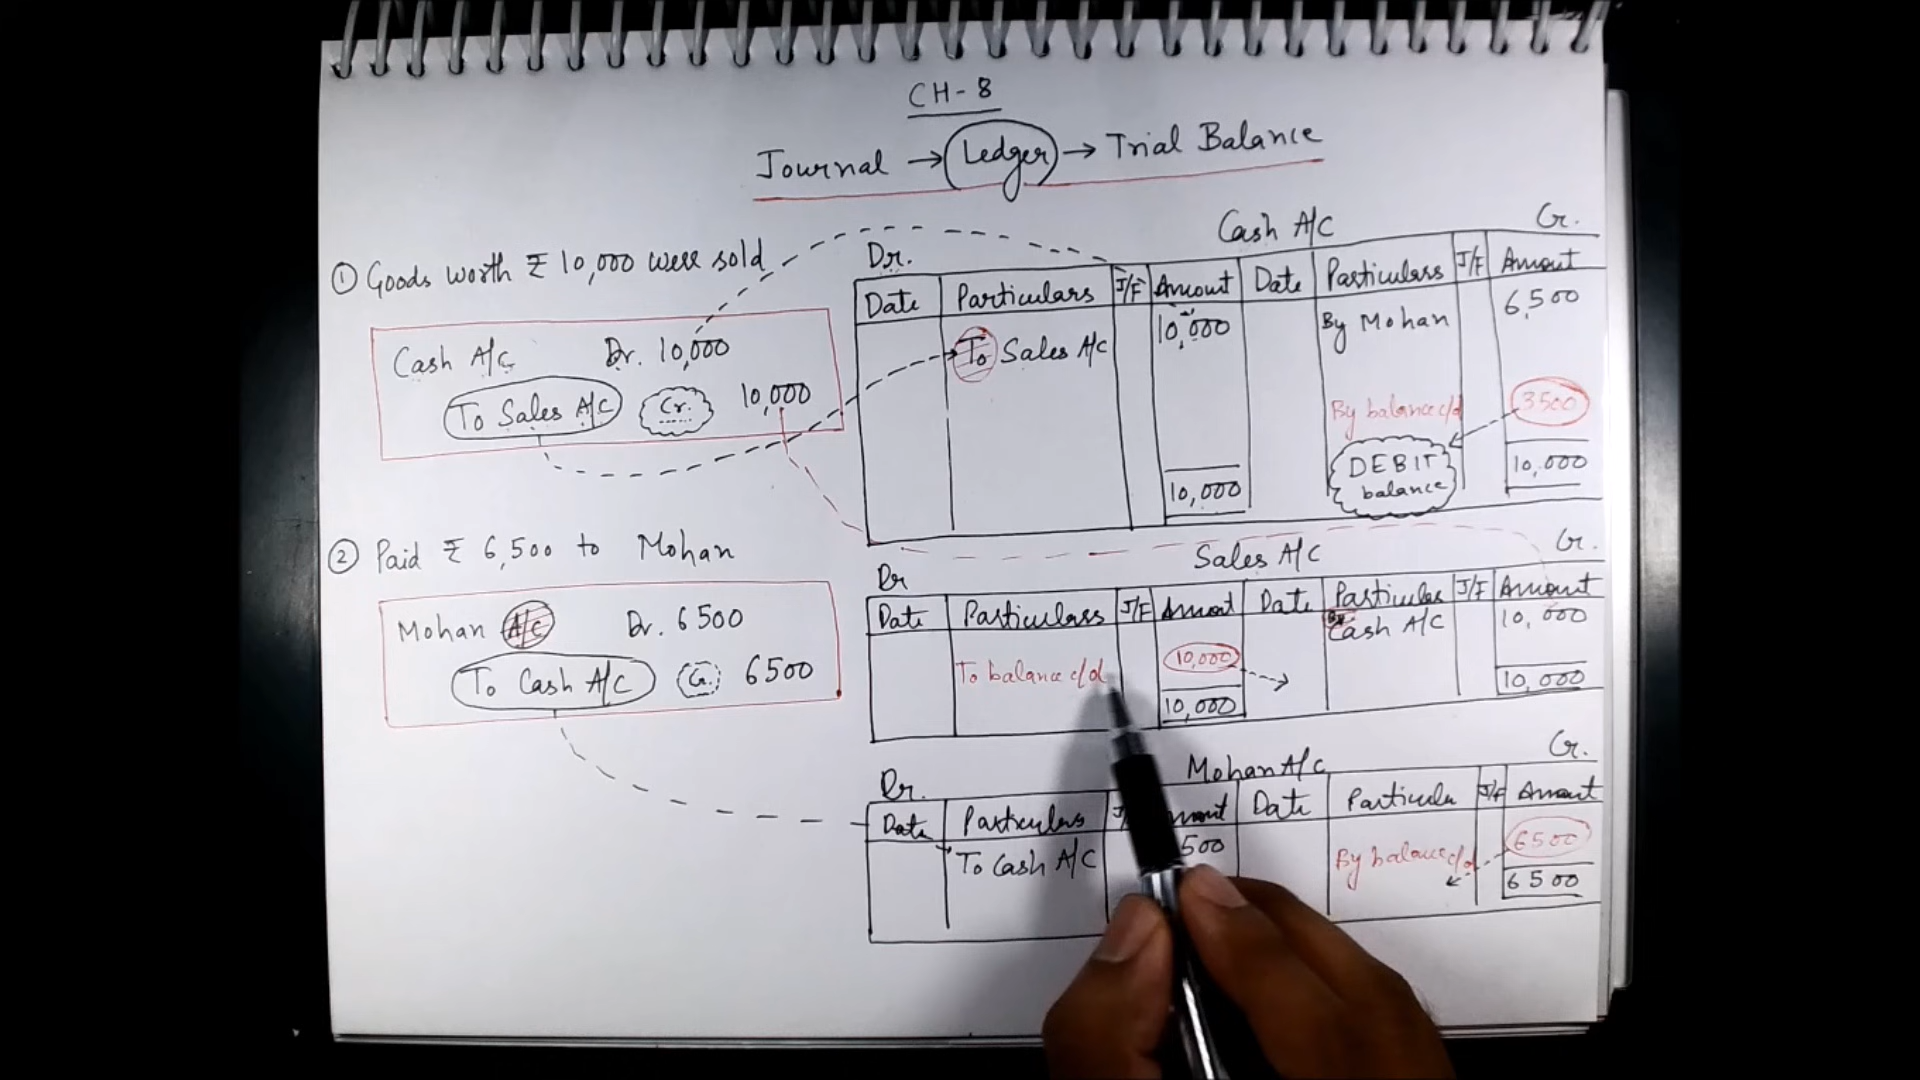 CH-8
Journal → Ledger → Trial Balance
① Goods worth ₹ 10,000 were sold
Cash A/C Dr. 10,000
To Sales A/C Cr. 10,000
② Paid ₹ 6,500 to Mohan
Mohan A/C Dr. 6500
To Cash A/C Cr. 6500
Cash A/C
Dr. Cr.
Date Particulars J/F Amount Date Particulars J/F Amount
To Sales A/C 10,000 By Mohan 6,500
By balance c/d 3500
DEBIT
balance
10,000 10,000
Sales A/C
Dr Cr.
Date Particulars J/F Amount Date Particulars J/F Amount
By Cash A/C 10,000
To balance c/d 10,000
10,000 10,000
Mohan A/C
Dr. Cr.
Date Particulars Date Particula J/F Amount
To Cash A/C 500 By balance c/d 6500
6500